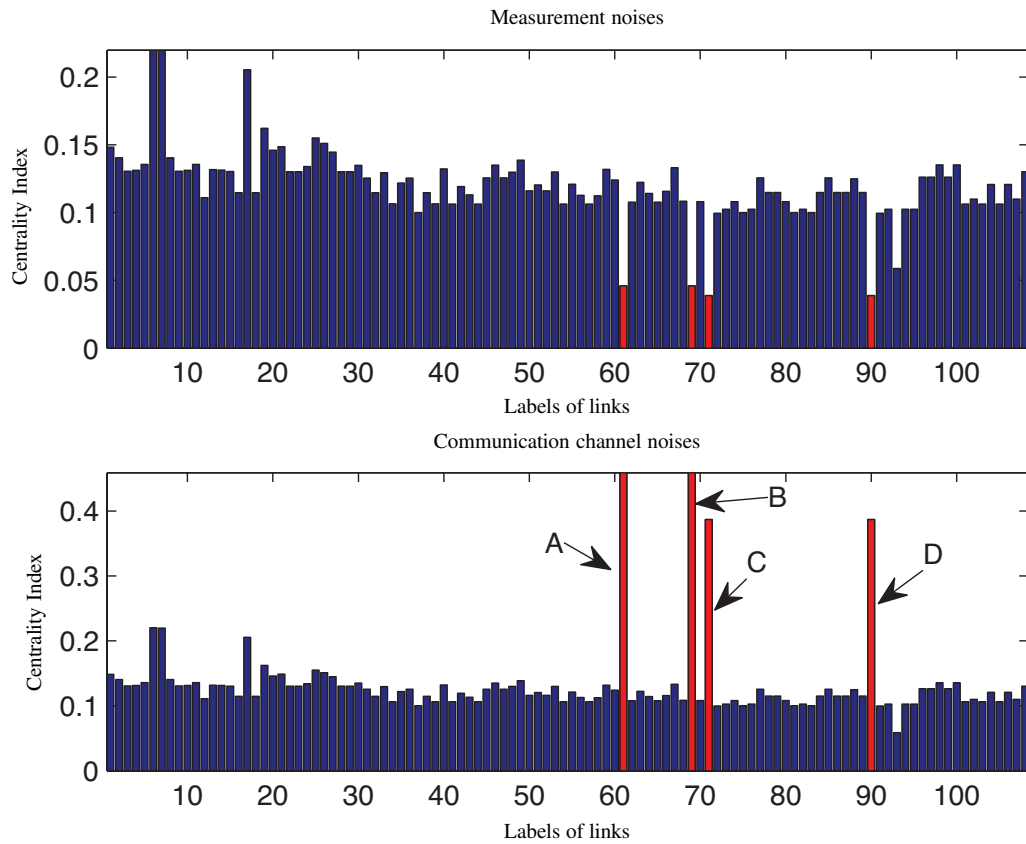 Measurement noises
Centrality Index
0.2
0.15
0.1
0.05
0
10 20 30 40 50 60 70 80 90 100
Labels of links
Communication channel noises
Centrality Index
0.4
0.3
0.2
0.1
0
A
B
C
D
10 20 30 40 50 60 70 80 90 100
Labels of links